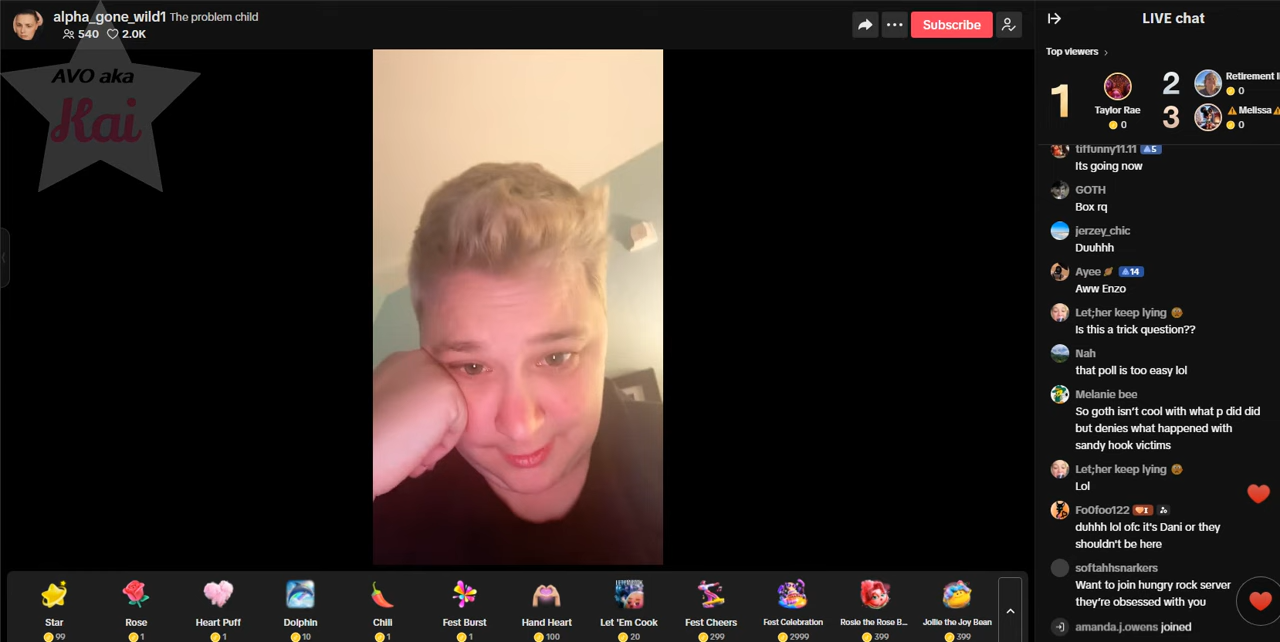 alpha_gone_wild1 The problem child
540 2.0K
Subscribe
AVO aka
Kai
LIVE chat
Top viewers
1
Taylor Rae
0
2
Retirement
0
3
Melissa
0
tiffunny11.11 5
Its going now
GOTH
Box rq
jerzey_chic
Duuhhh
Ayee 14
Aww Enzo
Let;her keep lying
Is this a trick question??
Nah
that poll is too easy lol
Melanie bee
So goth isn't cool with what p did did
but denies what happened with
sandy hook victims
Let;her keep lying
Lol
Fo0foo122 1
duhhh lol ofc it's Dani or they
shouldn't be here
softahhsnarkers
Want to join hungry rock server
they're obsessed with you
amanda.j.owens joined
Star
99
Rose
1
Heart Puff
1
Dolphin
10
Chili
1
Fest Burst
1
Hand Heart
100
Let 'Em Cook
20
Fest Cheers
299
Fest Celebration
2999
Rosie the Rose B...
399
Jollie the Joy Bean
399